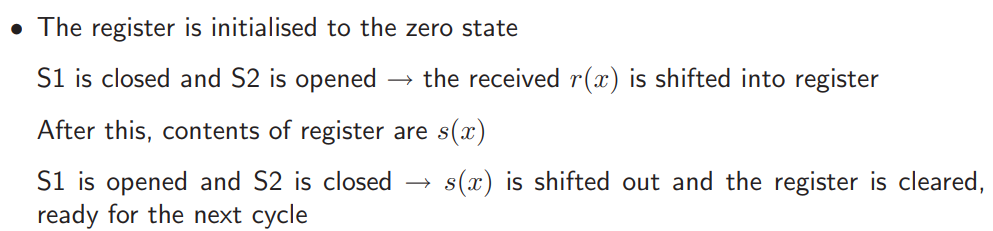 • The register is initialised to the zero state
S1 is closed and S2 is opened → the received r(x) is shifted into register
After this, contents of register are s(x)
S1 is opened and S2 is closed → s(x) is shifted out and the register is cleared,
ready for the next cycle